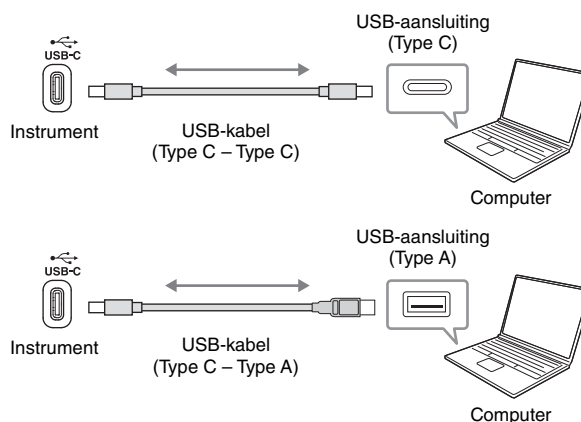 USB-aansluiting
(Type C)
USB-C
Instrument
USB-kabel
(Type C – Type C)
Computer
USB-aansluiting
(Type A)
USB-C
Instrument
USB-kabel
(Type C – Type A)
Computer